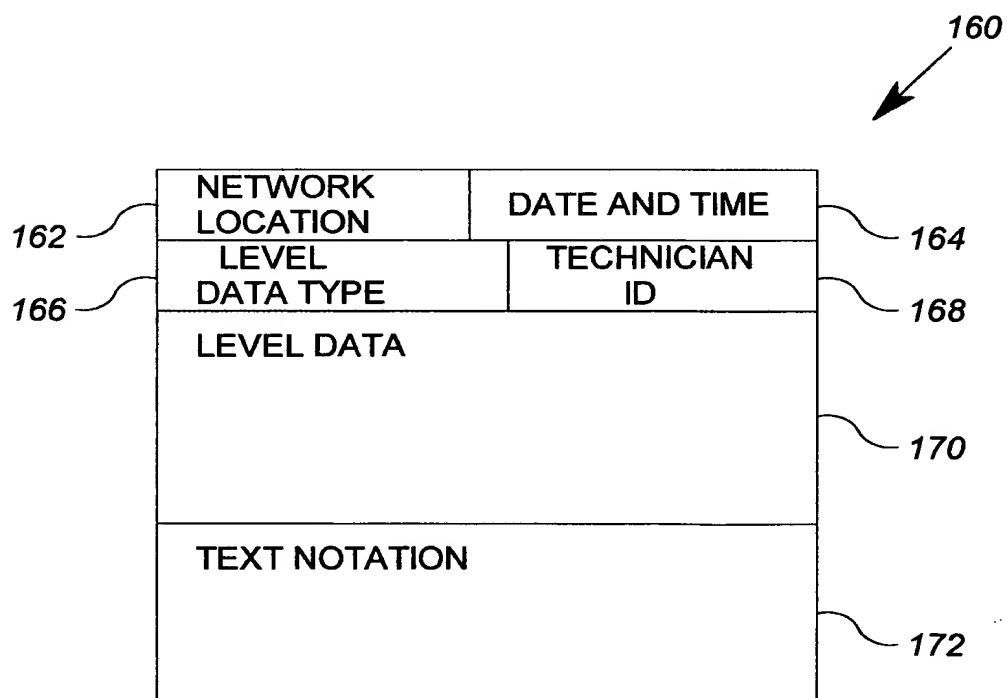 160
NETWORK
LOCATION
DATE AND TIME
162
164
LEVEL
DATA TYPE
TECHNICIAN
ID
166
168
LEVEL DATA
170
TEXT NOTATION
172